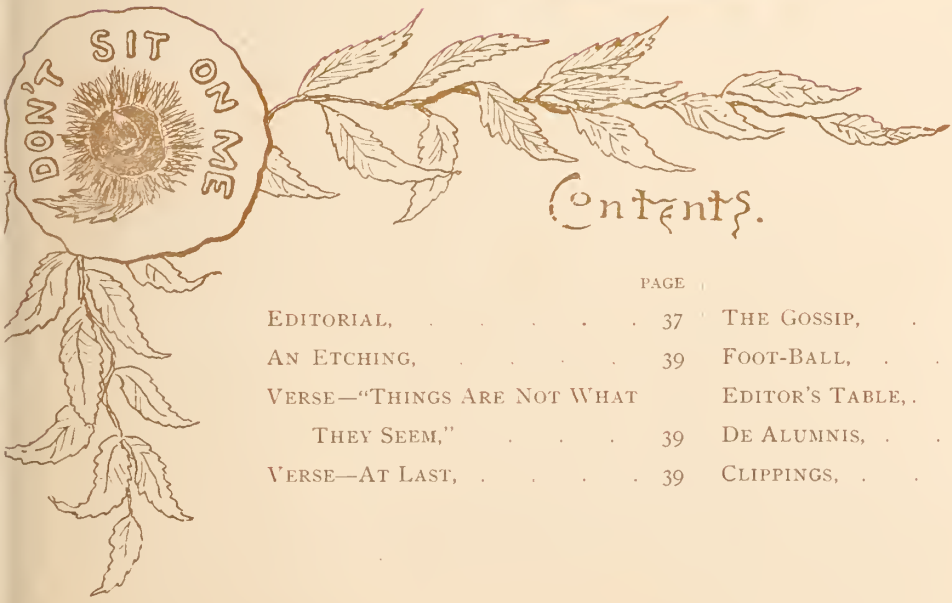 DON'T SIT ON ME
Contents.
PAGE
EDITORIAL, . . . . . 37
AN ETCHING, . . . . 39
VERSE—"THINGS ARE NOT WHAT
THEY SEEM," . . . 39
VERSE—AT LAST, . . . . 39
THE GOSSIP, .
FOOT-BALL, . .
EDITOR'S TABLE, .
DE ALUMNIS, . .
CLIPPINGS, . .